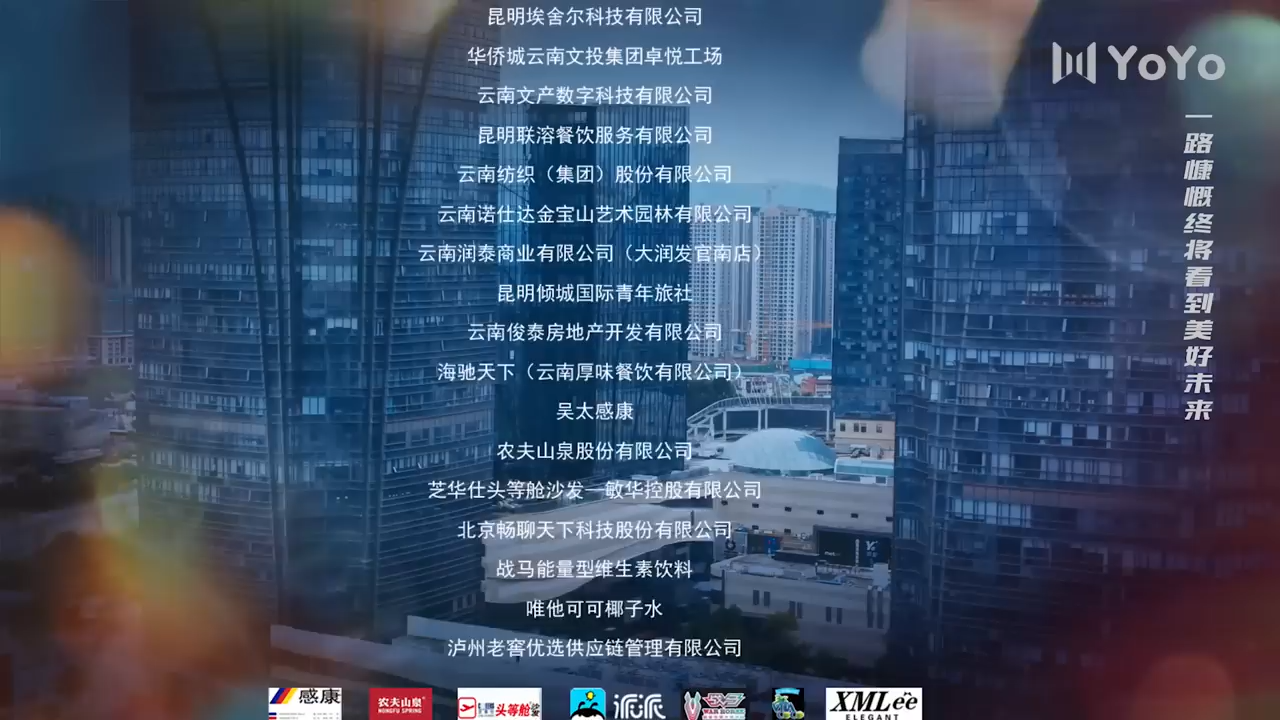 昆明埃舍尔科技有限公司
华侨城云南文投集团卓悦工场
云南文产数字科技有限公司
昆明联溶餐饮服务有限公司
云南纺织（集团）股份有限公司
云南诺仕达金宝山艺术园林有限公司
云南润泰商业有限公司（大润发官南店）
昆明倾城国际青年旅社
云南俊泰房地产开发有限公司
海驰天下（云南厚味餐饮有限公司）
吴太感康
农夫山泉股份有限公司
芝华仕头等舱沙发—敏华控股有限公司
北京畅聊天下科技股份有限公司
战马能量型维生素饮料
唯他可可椰子水
泸州老窖优选供应链管理有限公司
YoYo
一路慷慨终将看到美好未来
感康
农夫山泉
NONGFU SPRING
头等舱
派派
WAR HORSE
XMLee
ELEGANT